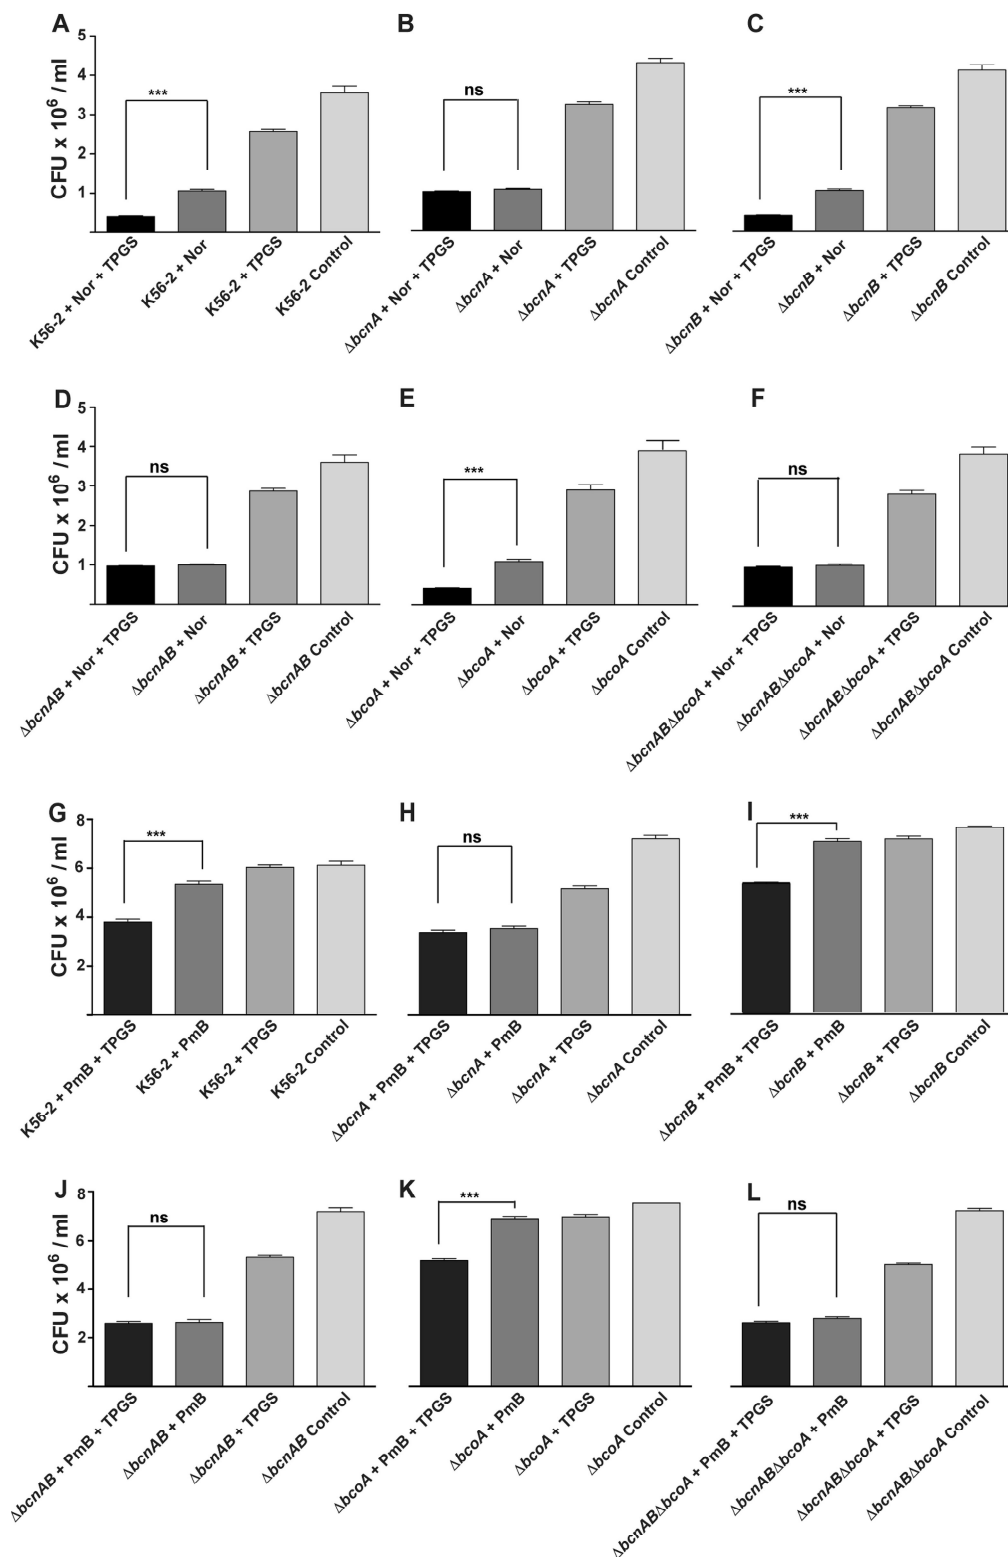 A
B
C
CFU x 10⁶ / ml
5
4
3
2
1
***
ns
***
K56-2 + Nor + TPGS
K56-2 + Nor
K56-2 + TPGS
K56-2 Control
ΔbcnA + Nor + TPGS
ΔbcnA + Nor
ΔbcnA + TPGS
ΔbcnA Control
ΔbcnB + Nor + TPGS
ΔbcnB + Nor
ΔbcnB + TPGS
ΔbcnB Control
D
E
F
CFU x 10⁶ / ml
5
4
3
2
1
ns
***
ns
ΔbcnAB + Nor + TPGS
ΔbcnAB + Nor
ΔbcnAB + TPGS
ΔbcnAB Control
ΔbcoA + Nor + TPGS
ΔbcoA + Nor
ΔbcoA + TPGS
ΔbcoA Control
ΔbcnABΔbcoA + Nor + TPGS
ΔbcnABΔbcoA + Nor
ΔbcnABΔbcoA + TPGS
ΔbcnABΔbcoA Control
G
H
I
CFU x 10⁶ / ml
8
6
4
2
***
ns
***
K56-2 + PmB + TPGS
K56-2 + PmB
K56-2 + TPGS
K56-2 Control
ΔbcnA + PmB + TPGS
ΔbcnA + PmB
ΔbcnA + TPGS
ΔbcnA Control
ΔbcnB + PmB + TPGS
ΔbcnB + PmB
ΔbcnB + TPGS
ΔbcnB Control
J
K
L
CFU x 10⁶ / ml
8
6
4
2
ns
***
ns
ΔbcnAB + PmB + TPGS
ΔbcnAB + PmB
ΔbcnAB + TPGS
ΔbcnAB Control
ΔbcoA + PmB + TPGS
ΔbcoA + PmB
ΔbcoA + TPGS
ΔbcoA Control
ΔbcnABΔbcoA + PmB + TPGS
ΔbcnABΔbcoA + PmB
ΔbcnABΔbcoA + TPGS
ΔbcnABΔbcoA Control